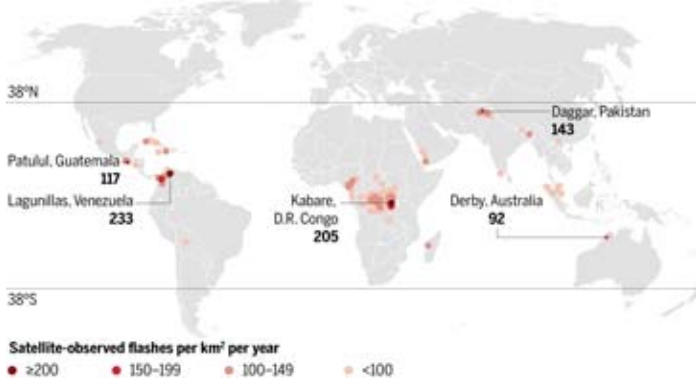 38°N
Daggar, Pakistan
143
Patulul, Guatemala
117
Lagunillas, Venezuela
233
Kabare,
D.R. Congo
205
Derby, Australia
92
38°S
Satellite-observed flashes per km² per year
≥200
150–199
100–149
<100